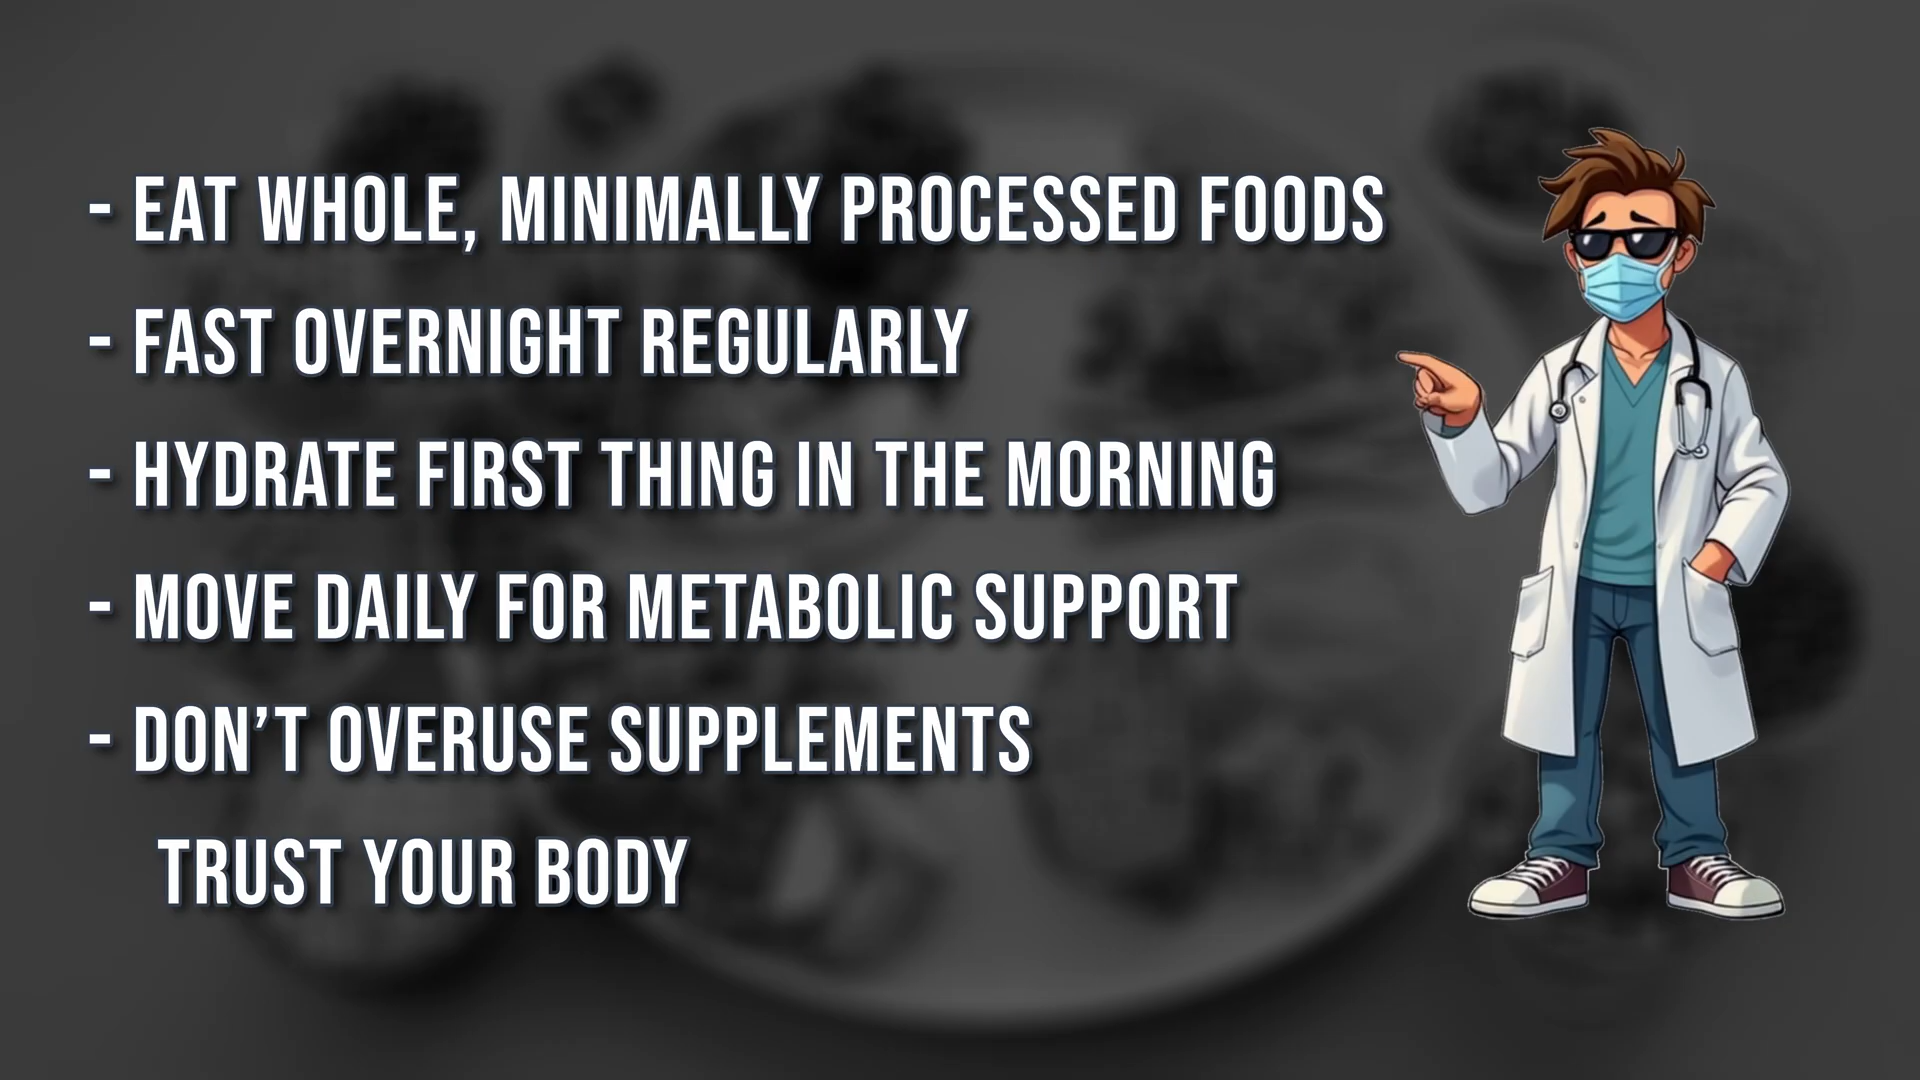 - EAT WHOLE, MINIMALLY PROCESSED FOODS
- FAST OVERNIGHT REGULARLY
- HYDRATE FIRST THING IN THE MORNING
- MOVE DAILY FOR METABOLIC SUPPORT
- DON’T OVERUSE SUPPLEMENTS
TRUST YOUR BODY